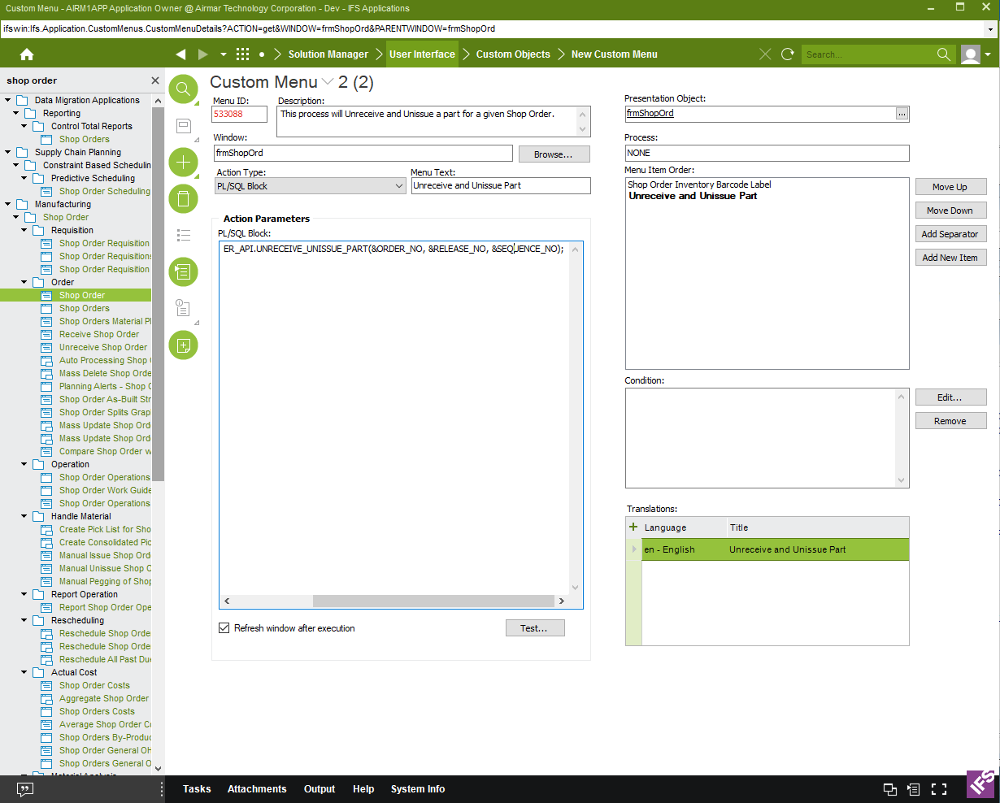 Custom Menu - AIRM1APP Application Owner @ Airmar Technology Corporation - Dev - IFS Applications
ifswin:Ifs.Application.CustomMenus.CustomMenuDetails?ACTION=get&WINDOW=frmShopOrd&PARENTWINDOW=frmShopOrd
Solution Manager
User Interface
Custom Objects
New Custom Menu
Search...
shop order
Data Migration Applications
Reporting
Control Total Reports
Shop Orders
Supply Chain Planning
Constraint Based Schedulin
Predictive Scheduling
Shop Order Scheduling
Manufacturing
Shop Order
Requisition
Shop Order Requisition
Shop Order Requisitions
Shop Order Requisition
Order
Shop Order
Shop Orders
Shop Orders Material Pl
Receive Shop Order
Unreceive Shop Order
Auto Processing Shop O
Mass Delete Shop Orde
Planning Alerts - Shop O
Shop Order As-Built Str
Shop Order Splits Grap
Mass Update Shop Ord
Mass Update Shop Ord
Compare Shop Order w
Operation
Shop Order Operations
Shop Order Work Guide
Shop Order Operations
Handle Material
Create Pick List for Sho
Create Consolidated Pic
Manual Issue Shop Ord
Manual Unissue Shop O
Manual Pegging of Shop
Report Operation
Report Shop Order Ope
Rescheduling
Reschedule Shop Orde
Reschedule Shop Orde
Reschedule All Past Due
Actual Cost
Shop Order Costs
Aggregate Shop Order
Shop Orders Costs
Average Shop Order Co
Shop Orders By-Produc
Shop Order General OH
Shop Orders General O
Material Analysis
Custom Menu 2 (2)
Menu ID:
533088
Description:
This process will Unreceive and Unissue a part for a given Shop Order.
Window:
frmShopOrd
Browse...
Action Type:
PL/SQL Block
Menu Text:
Unreceive and Unissue Part
Action Parameters
PL/SQL Block:
ER_API.UNRECEIVE_UNISSUE_PART(&ORDER_NO, &RELEASE_NO, &SEQUENCE_NO);
Refresh window after execution
Test...
Presentation Object:
frmShopOrd
...
Process:
NONE
Menu Item Order:
Shop Order Inventory Barcode Label
Unreceive and Unissue Part
Move Up
Move Down
Add Separator
Add New Item
Condition:
Edit...
Remove
Translations:
Language
Title
en - English
Unreceive and Unissue Part
Tasks
Attachments
Output
Help
System Info
IFS